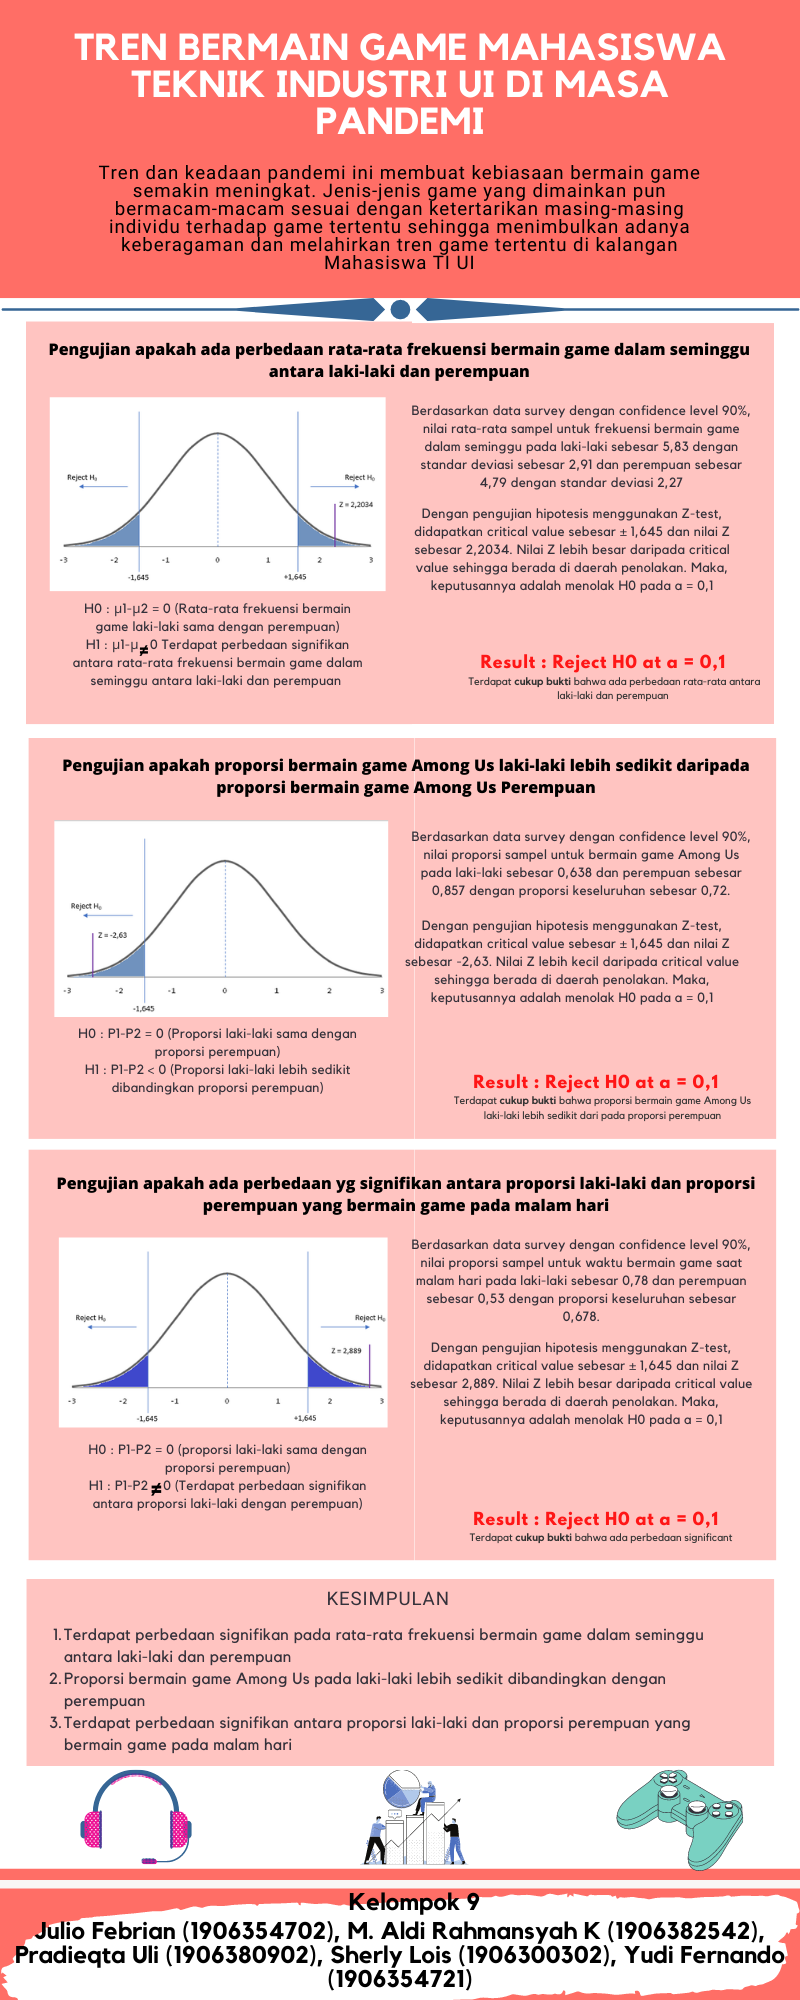 TREN BERMAIN GAME MAHASISWA
TEKNIK INDUSTRI UI DI MASA
PANDEMI
Tren dan keadaan pandemi ini membuat kebiasaan bermain game
semakin meningkat. Jenis-jenis game yang dimainkan pun
bermacam-macam sesuai dengan ketertarikan masing-masing
individu terhadap game tertentu sehingga menimbulkan adanya
keberagaman dan melahirkan tren game tertentu di kalangan
Mahasiswa TI UI
Pengujian apakah ada perbedaan rata-rata frekuensi bermain game dalam seminggu
antara laki-laki dan perempuan
Reject H₀
Reject H₀
Z = 2,2034
-3 -2 -1 0 1 2 3
-1,645 +1,645
H0 : μ1-μ2 = 0 (Rata-rata frekuensi bermain
game laki-laki sama dengan perempuan)
H1 : μ1-μ≠0 Terdapat perbedaan signifikan
antara rata-rata frekuensi bermain game dalam
seminggu antara laki-laki dan perempuan
Berdasarkan data survey dengan confidence level 90%,
nilai rata-rata sampel untuk frekuensi bermain game
dalam seminggu pada laki-laki sebesar 5,83 dengan
standar deviasi sebesar 2,91 dan perempuan sebesar
4,79 dengan standar deviasi 2,27
Dengan pengujian hipotesis menggunakan Z-test,
didapatkan critical value sebesar ± 1,645 dan nilai Z
sebesar 2,2034. Nilai Z lebih besar daripada critical
value sehingga berada di daerah penolakan. Maka,
keputusannya adalah menolak H0 pada a = 0,1
Result : Reject H0 at a = 0,1
Terdapat cukup bukti bahwa ada perbedaan rata-rata antara
laki-laki dan perempuan
Pengujian apakah proporsi bermain game Among Us laki-laki lebih sedikit daripada
proporsi bermain game Among Us Perempuan
Reject H₀
Z = -2,63
-3 -2 -1 0 1 2 3
-1,645
H0 : P1-P2 = 0 (Proporsi laki-laki sama dengan
proporsi perempuan)
H1 : P1-P2 < 0 (Proporsi laki-laki lebih sedikit
dibandingkan proporsi perempuan)
Berdasarkan data survey dengan confidence level 90%,
nilai proporsi sampel untuk bermain game Among Us
pada laki-laki sebesar 0,638 dan perempuan sebesar
0,857 dengan proporsi keseluruhan sebesar 0,72.
Dengan pengujian hipotesis menggunakan Z-test,
didapatkan critical value sebesar ± 1,645 dan nilai Z
sebesar -2,63. Nilai Z lebih kecil daripada critical value
sehingga berada di daerah penolakan. Maka,
keputusannya adalah menolak H0 pada a = 0,1
Result : Reject H0 at a = 0,1
Terdapat cukup bukti bahwa proporsi bermain game Among Us
laki-laki lebih sedikit dari pada proporsi perempuan
Pengujian apakah ada perbedaan yg signifikan antara proporsi laki-laki dan proporsi
perempuan yang bermain game pada malam hari
Reject H₀
Reject H₀
Z = 2,889
-3 -2 -1 0 1 2 3
-1,645 +1,645
H0 : P1-P2 = 0 (proporsi laki-laki sama dengan
proporsi perempuan)
H1 : P1-P2 ≠0 (Terdapat perbedaan signifikan
antara proporsi laki-laki dengan perempuan)
Berdasarkan data survey dengan confidence level 90%,
nilai proporsi sampel untuk waktu bermain game saat
malam hari pada laki-laki sebesar 0,78 dan perempuan
sebesar 0,53 dengan proporsi keseluruhan sebesar
0,678.
Dengan pengujian hipotesis menggunakan Z-test,
didapatkan critical value sebesar ± 1,645 dan nilai Z
sebesar 2,889. Nilai Z lebih besar daripada critical value
sehingga berada di daerah penolakan. Maka,
keputusannya adalah menolak H0 pada a = 0,1
Result : Reject H0 at a = 0,1
Terdapat cukup bukti bahwa ada perbedaan significant
KESIMPULAN
1. Terdapat perbedaan signifikan pada rata-rata frekuensi bermain game dalam seminggu
antara laki-laki dan perempuan
2. Proporsi bermain game Among Us pada laki-laki lebih sedikit dibandingkan dengan
perempuan
3. Terdapat perbedaan signifikan antara proporsi laki-laki dan proporsi perempuan yang
bermain game pada malam hari
Kelompok 9
Julio Febrian (1906354702), M. Aldi Rahmansyah K (1906382542),
Pradieqta Uli (1906380902), Sherly Lois (1906300302), Yudi Fernando
(1906354721)